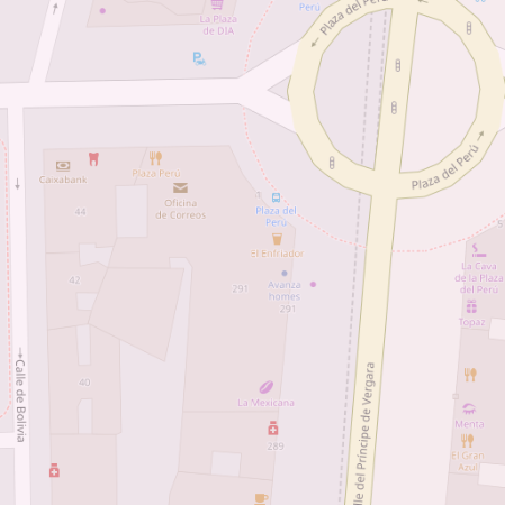 La Plaza
de DIA
Perú
Plaza del Perú
Plaza del Perú
Caixabank
Plaza Peru
Oficina
de Correos
44
Plaza del
Perú
El Enfriador
Avanza
homes
291
291
42
40
La Cava
de la Plaza
del Peru
Topaz
La Mexicana
289
Menta
El Gran
Azul
Calle de Bolivia
lle del Príncipe de Vergara